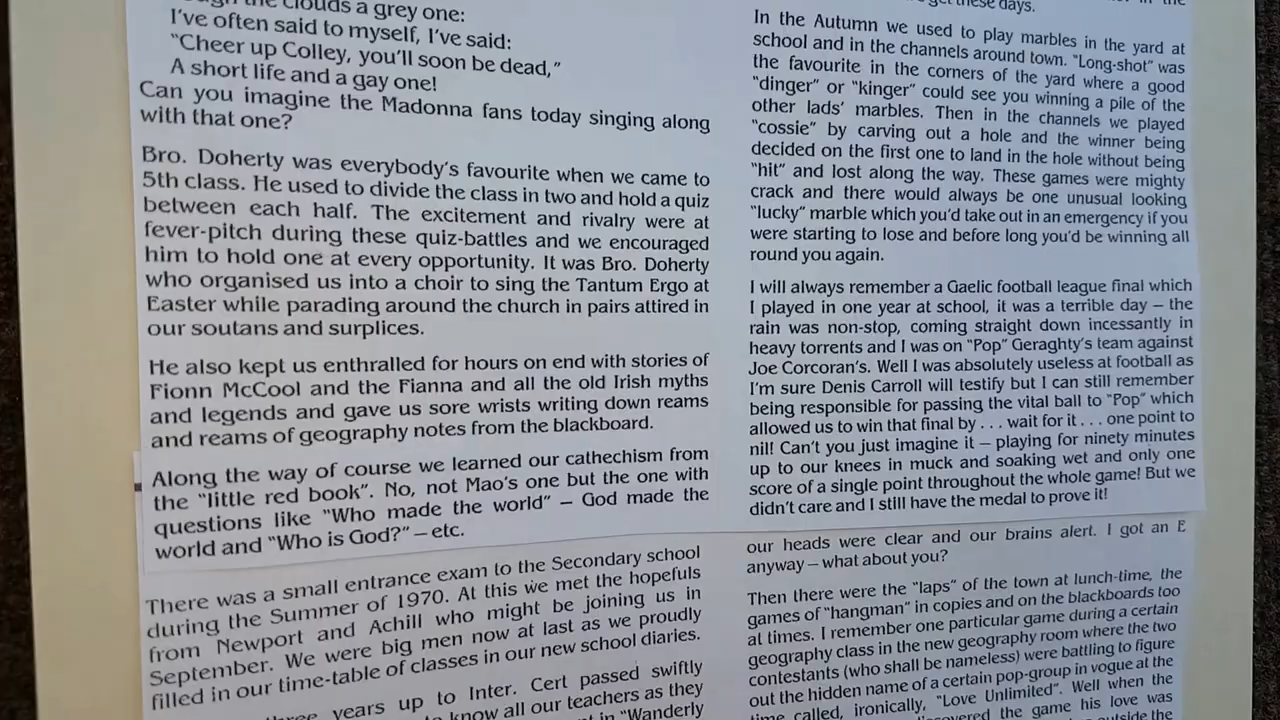 the clouds a grey one:
I've often said to myself, I've said:
"Cheer up Colley, you'll soon be dead,"
A short life and a gay one!
Can you imagine the Madonna fans today singing along
with that one?
Bro. Doherty was everybody's favourite when we came to
5th class. He used to divide the class in two and hold a quiz
between each half. The excitement and rivalry were at
fever-pitch during these quiz-battles and we encouraged
him to hold one at every opportunity. It was Bro. Doherty
who organised us into a choir to sing the Tantum Ergo at
Easter while parading around the church in pairs attired in
our soutans and surplices.
He also kept us enthralled for hours on end with stories of
Fionn McCool and the Fianna and all the old Irish myths
and legends and gave us sore wrists writing down reams
and reams of geography notes from the blackboard.
Along the way of course we learned our cathechism from
the "little red book". No, not Mao's one but the one with
questions like "Who made the world" – God made the
world and "Who is God?" – etc.
There was a small entrance exam to the Secondary school
during the Summer of 1970. At this we met the hopefuls
from Newport and Achill who might be joining us in
September. We were big men now at last as we proudly
filled in our time-table of classes in our new school diaries.
years up to Inter. Cert passed swiftly
know all our teachers as they
in "Wanderly
these days.
In the Autumn we used to play marbles in the yard at
school and in the channels around town. "Long-shot" was
the favourite in the corners of the yard where a good
"dinger" or "kinger" could see you winning a pile of the
other lads' marbles. Then in the channels we played
"cossie" by carving out a hole and the winner being
decided on the first one to land in the hole without being
"hit" and lost along the way. These games were mighty
crack and there would always be one unusual looking
"lucky" marble which you'd take out in an emergency if you
were starting to lose and before long you'd be winning all
round you again.
I will always remember a Gaelic football league final which
I played in one year at school, it was a terrible day – the
rain was non-stop, coming straight down incessantly in
heavy torrents and I was on "Pop" Geraghty's team against
Joe Corcoran's. Well I was absolutely useless at football as
I'm sure Denis Carroll will testify but I can still remember
being responsible for passing the vital ball to "Pop" which
allowed us to win that final by . . . wait for it . . . one point to
nil! Can't you just imagine it – playing for ninety minutes
up to our knees in muck and soaking wet and only one
score of a single point throughout the whole game! But we
didn't care and I still have the medal to prove it!
our heads were clear and our brains alert. I got an E
anyway – what about you?
Then there were the "laps" of the town at lunch-time, the
games of "hangman" in copies and on the blackboards too
at times. I remember one particular game during a certain
geography class in the new geography room where the two
contestants (who shall be nameless) were battling to figure
out the hidden name of a certain pop-group in vogue at the
time called, ironically, "Love Unlimited". Well when the
the game his love was
outside the